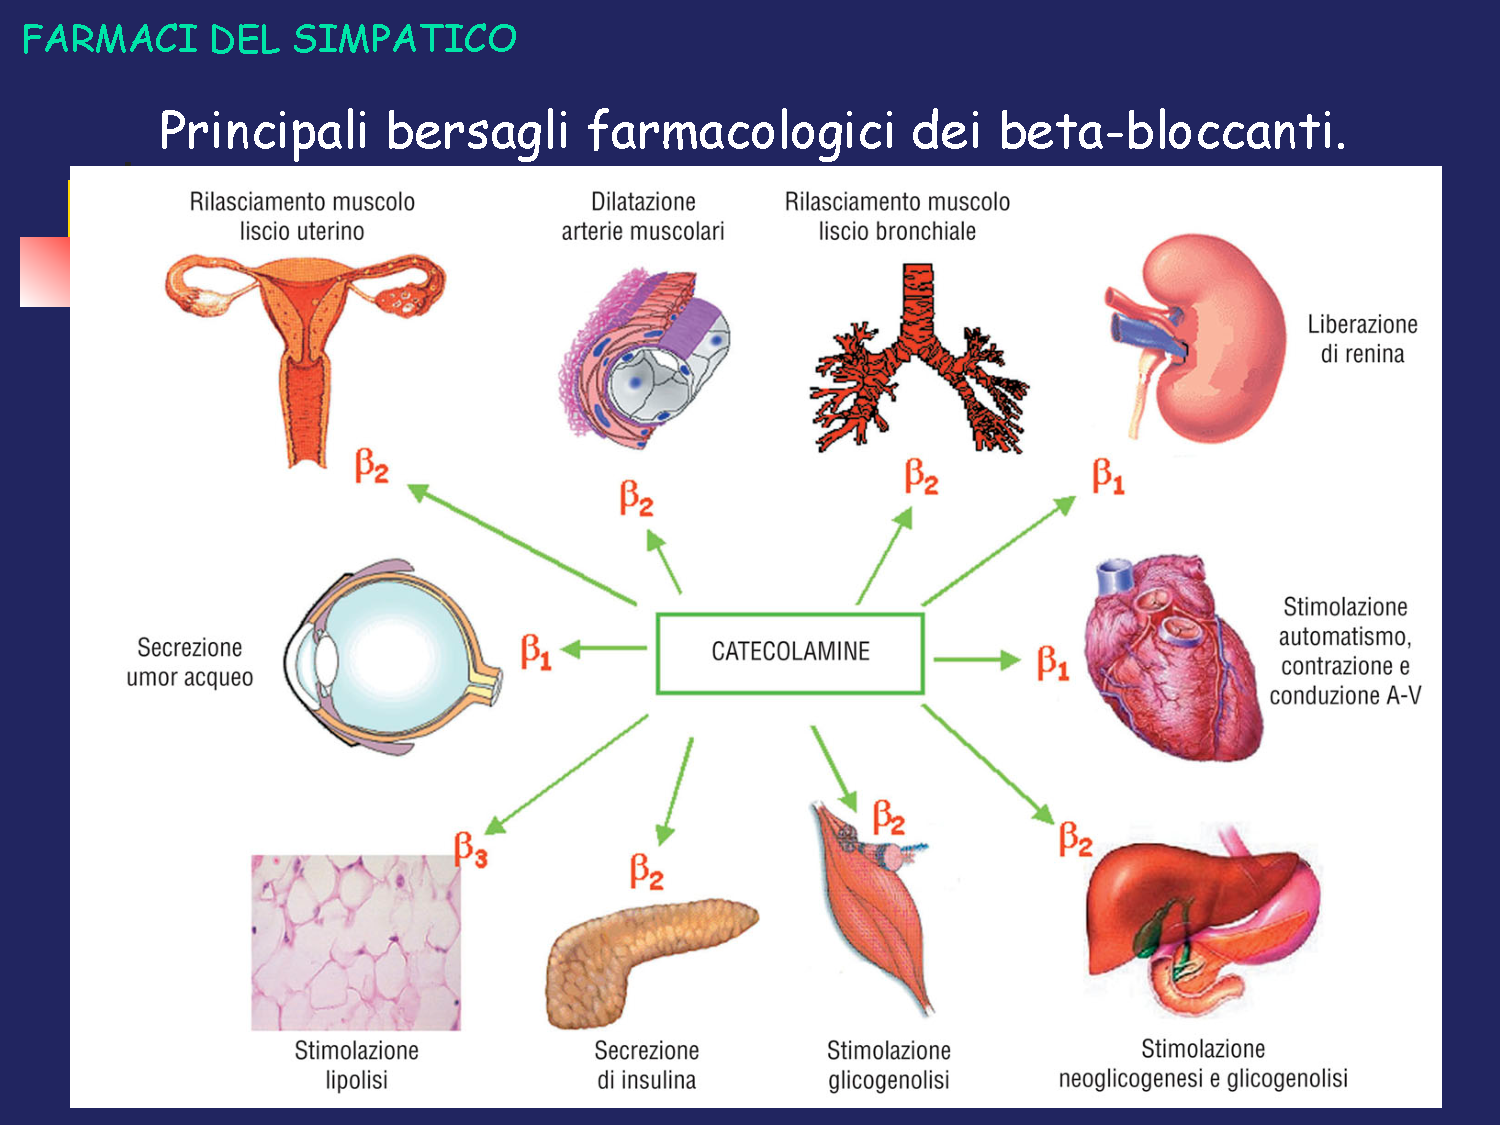 FARMACI DEL SIMPATICO
Principali bersagli farmacologici dei beta-bloccanti.
Rilasciamento muscolo
liscio uterino
Dilatazione
arterie muscolari
Rilasciamento muscolo
liscio bronchiale
Liberazione
di renina
β2
β2
β2
β1
Secrezione
umor acqueo
β1
CATECOLAMINE
β1
Stimolazione
automatismo,
contrazione e
conduzione A-V
β3
β2
β2
β2
Stimolazione
lipolisi
Secrezione
di insulina
Stimolazione
glicogenolisi
Stimolazione
neoglicogenesi e glicogenolisi